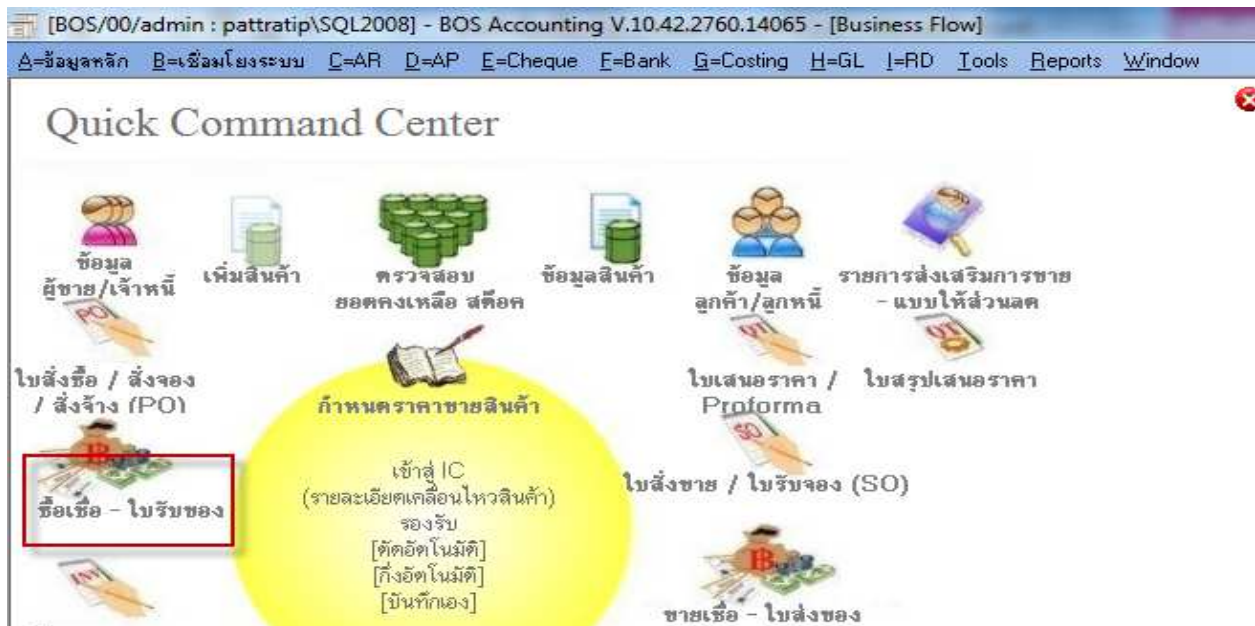 [BOS/00/admin : pattratip\SQL2008] - BOS Accounting V.10.42.2760.14065 - [Business Flow]
A=ข้อมูลหลัก B=เชื่อมโยงระบบ C=AR D=AP E=Cheque F=Bank G=Costing H=GL I=RD Tools Reports Window
Quick Command Center
ข้อมูล
ผู้ขาย/เจ้าหนี้
เพิ่มสินค้า
ตรวจสอบ
ยอดคงเหลือ สต๊อค
ข้อมูลสินค้า
ข้อมูล
ลูกค้า/ลูกหนี้
รายการส่งเสริมการขาย
- แบบให้ส่วนลด
PO
QT
QT
ใบสั่งซื้อ / สั่งจอง
/ สั่งจ้าง (PO)
กำหนดราคาขายสินค้า
ใบเสนอราคา /
Proforma
ใบสรุปเสนอราคา
SO
ซื้อเชื่อ - ใบรับของ
เข้าสู่ IC
(รายละเอียดเคลื่อนไหวสินค้า)
รองรับ
[ตัดอัตโนมัติ]
[กึ่งอัตโนมัติ]
[บันทึกเอง]
ใบสั่งขาย / ใบรับจอง (SO)
INV
ขายเชื่อ - ใบส่งของ